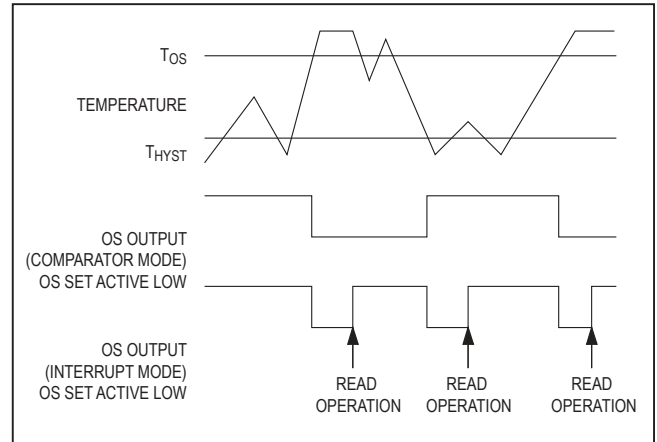 TOS
TEMPERATURE
THYST
OS OUTPUT
(COMPARATOR MODE)
OS SET ACTIVE LOW
OS OUTPUT
(INTERRUPT MODE)
OS SET ACTIVE LOW
READ
OPERATION
READ
OPERATION
READ
OPERATION